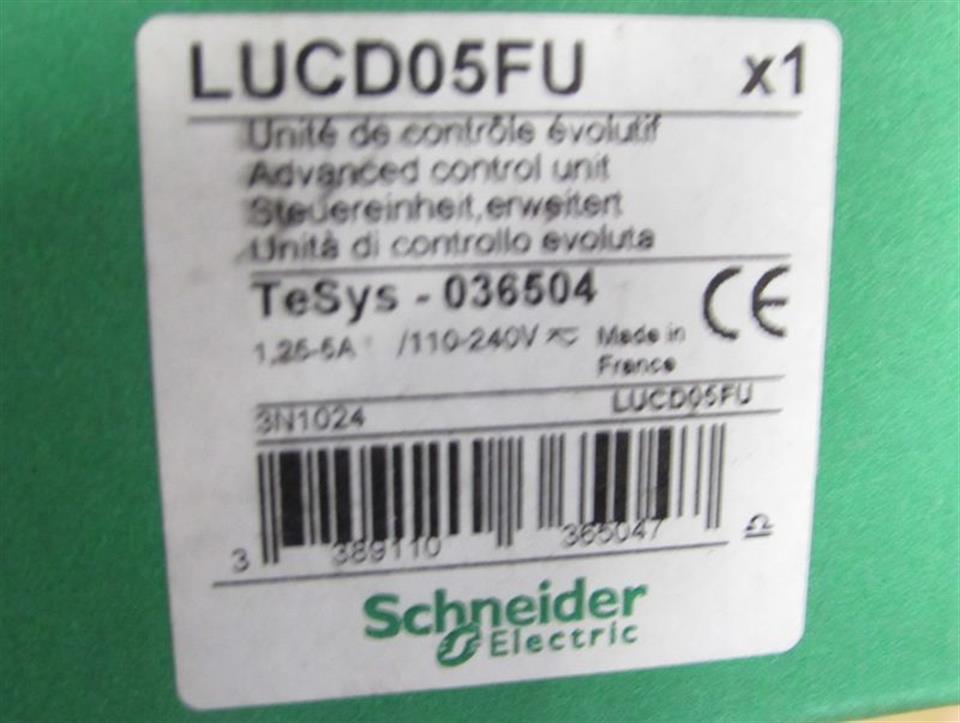 LUCD05FU x1
Unité de contrôle évolutif
Advanced control unit
Steuereinheit, erweitert
Unità di controllo evoluta
TeSys - 036504 CE
1,25-5A /110-240V Made in
France
3N1024 LUCD05FU
3 389110 365047
Schneider
Electric